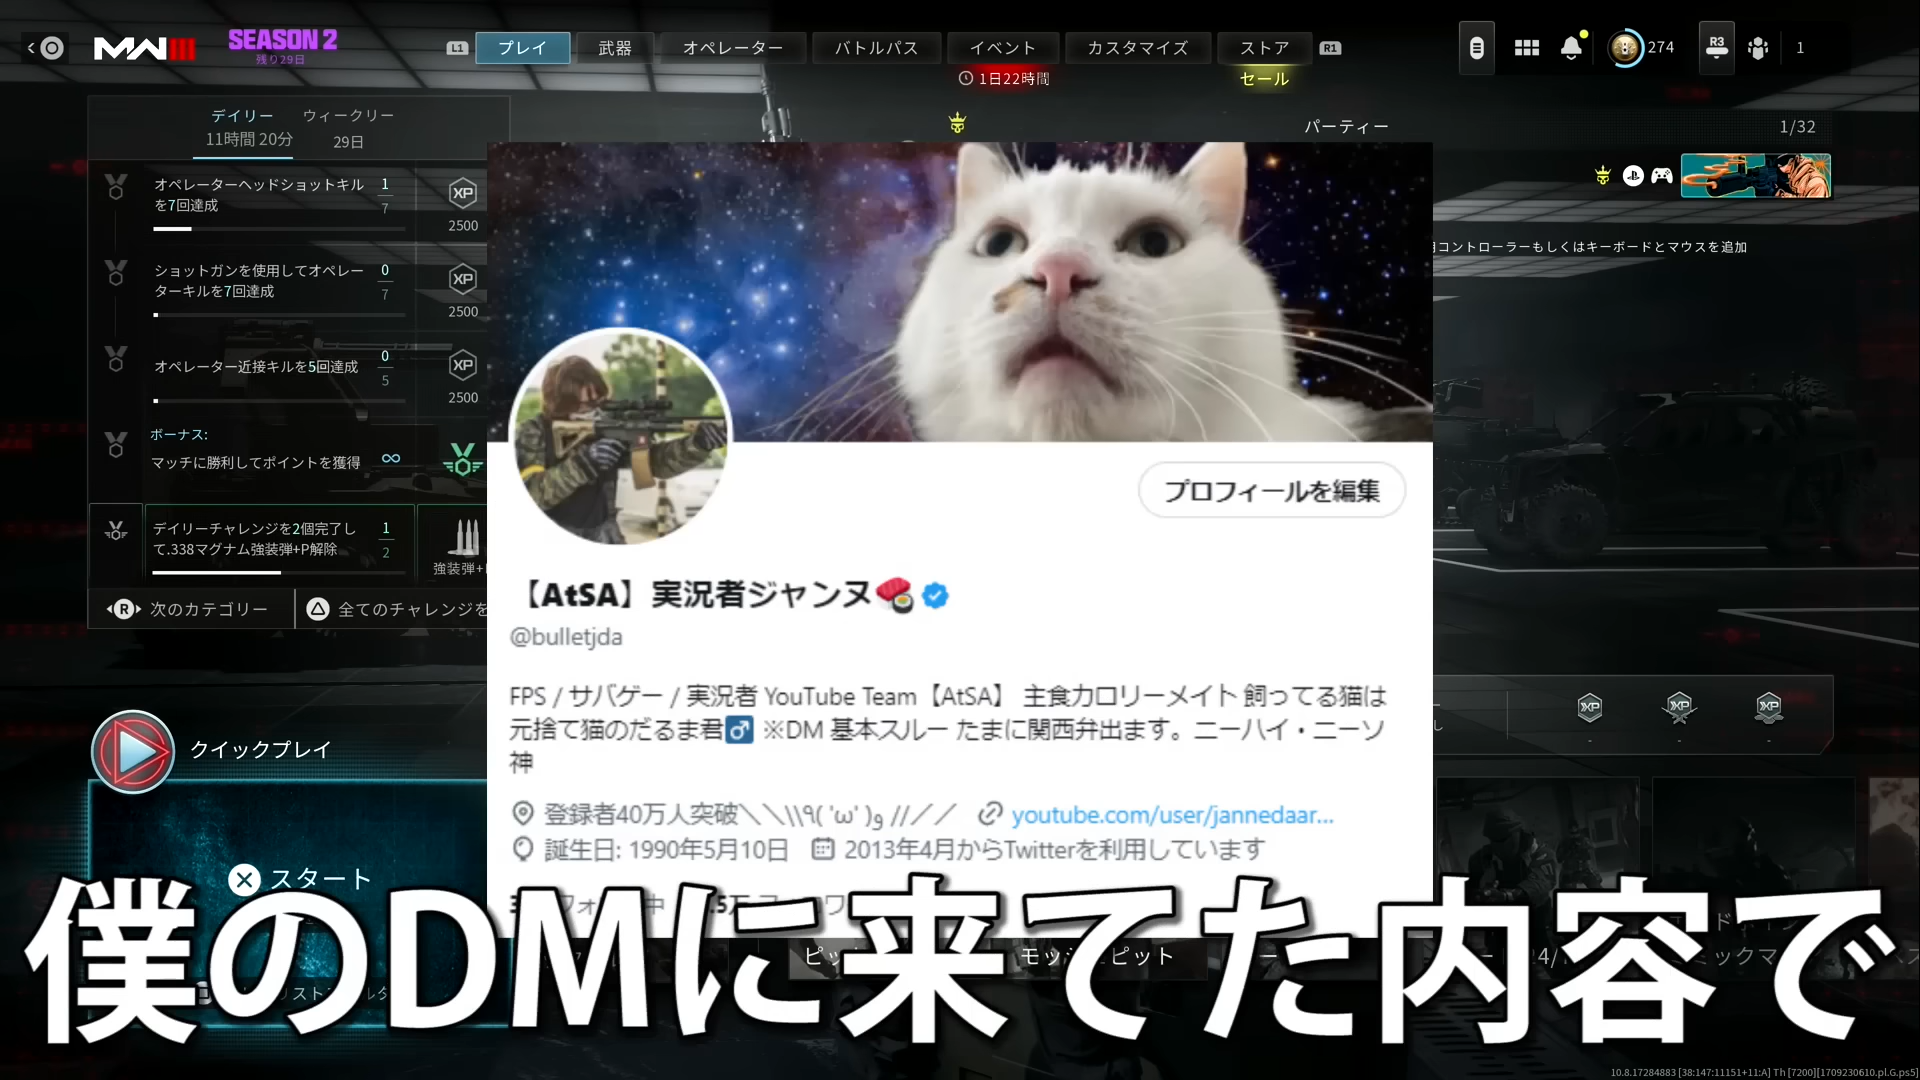 MWIII
SEASON 2
残り29日
L1
プレイ
武器
オペレーター
バトルパス
イベント
カスタマイズ
ストア
R1
1日22時間
セール
274
R3
1
デイリー
11時間 20分
ウィークリー
29日
パーティー
1/32
オペレーターヘッドショットキル
を7回達成
1
7
XP
2500
ショットガンを使用してオペレー
ターキルを7回達成
0
7
XP
2500
オペレーター近接キルを5回達成
0
5
XP
2500
ボーナス:
マッチに勝利してポイントを獲得
∞
デイリーチャレンジを2個完了し
て.338マグナム強装弾+P解除
1
2
強装弾+
R
次のカテゴリー
全てのチャレンジを
コントローラーもしくはキーボードとマウスを追加
プロフィールを編集
【AtSA】実況者ジャンヌ🍣
@bulletjda
FPS / サバゲー / 実況者 YouTube Team【AtSA】 主食カロリーメイト 飼ってる猫は
元捨て猫のだるま君♂ ※DM 基本スルー たまに関西弁出ます。ニーハイ・ニーソ
神
登録者40万人突破＼＼\\٩( 'ω' )و //／／
youtube.com/user/jannedaar...
誕生日: 1990年5月10日
2013年4月からTwitterを利用しています
XP
XP
XP
クイックプレイ
スタート
僕のDMに来てた内容で
10.8.17284883 [38:147:11151+11:A] Th [7200][1709230610.pl.G.ps5]